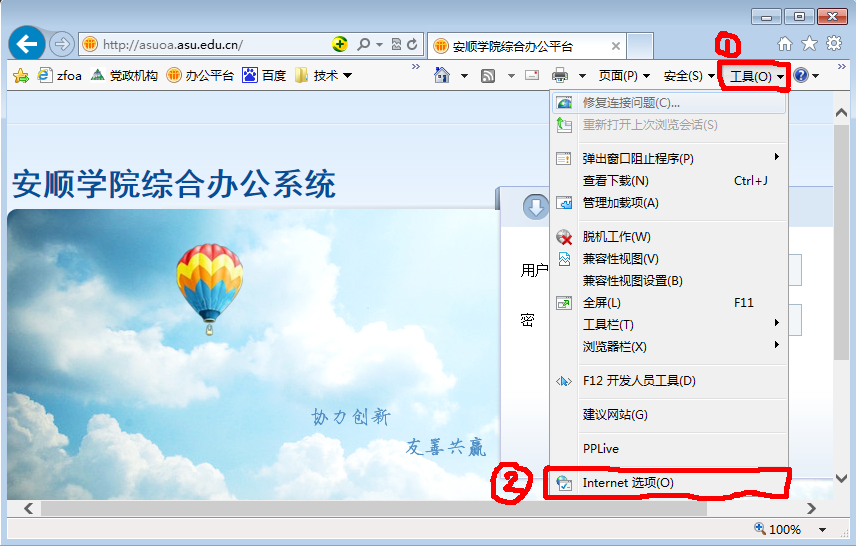 http://asuoa.asu.edu.cn/
安顺学院综合办公平台
①
zfoa
党政机构
办公平台
百度
技术
页面(P)
安全(S)
工具(O)
修复连接问题(C)...
重新打开上次浏览会话(S)
弹出窗口阻止程序(P)
查看下载(N) Ctrl+J
管理加载项(A)
脱机工作(W)
兼容性视图(V)
兼容性视图设置(B)
全屏(L) F11
工具栏(T)
浏览器栏(X)
F12 开发人员工具(D)
建议网站(G)
PPLive
②
Internet 选项(O)
安顺学院综合办公系统
用户
密
协力创新
友善共赢
100%